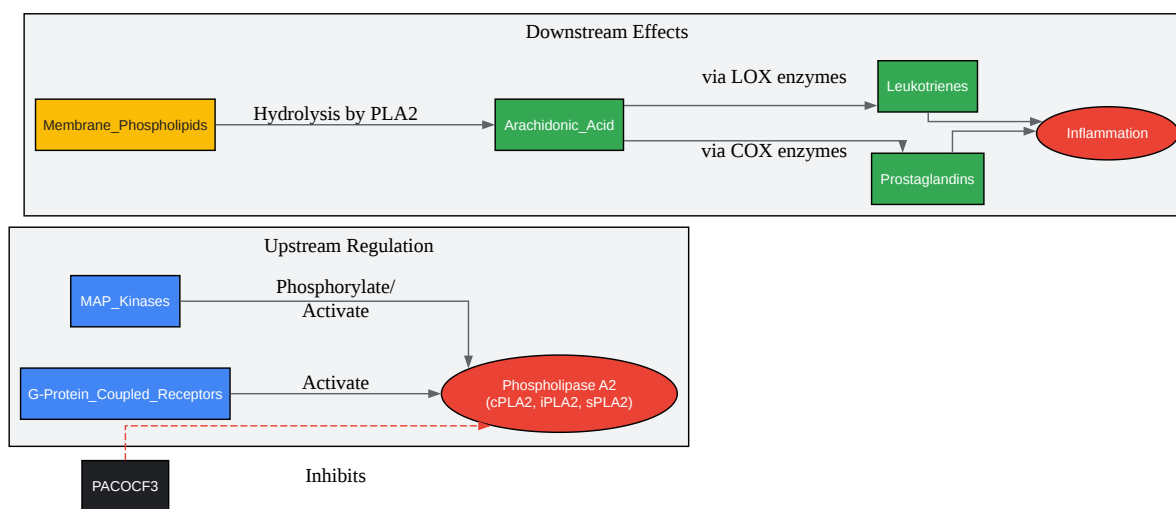 Downstream Effects
via LOX enzymes
Leukotrienes
Membrane_Phospholipids
Hydrolysis by PLA2
Arachidonic_Acid
Inflammation
via COX enzymes
Prostaglandins
Upstream Regulation
MAP_Kinases
Phosphorylate/
Activate
G-Protein_Coupled_Receptors
Activate
Phospholipase A2
(cPLA2, iPLA2, sPLA2)
PACOCF3
Inhibits